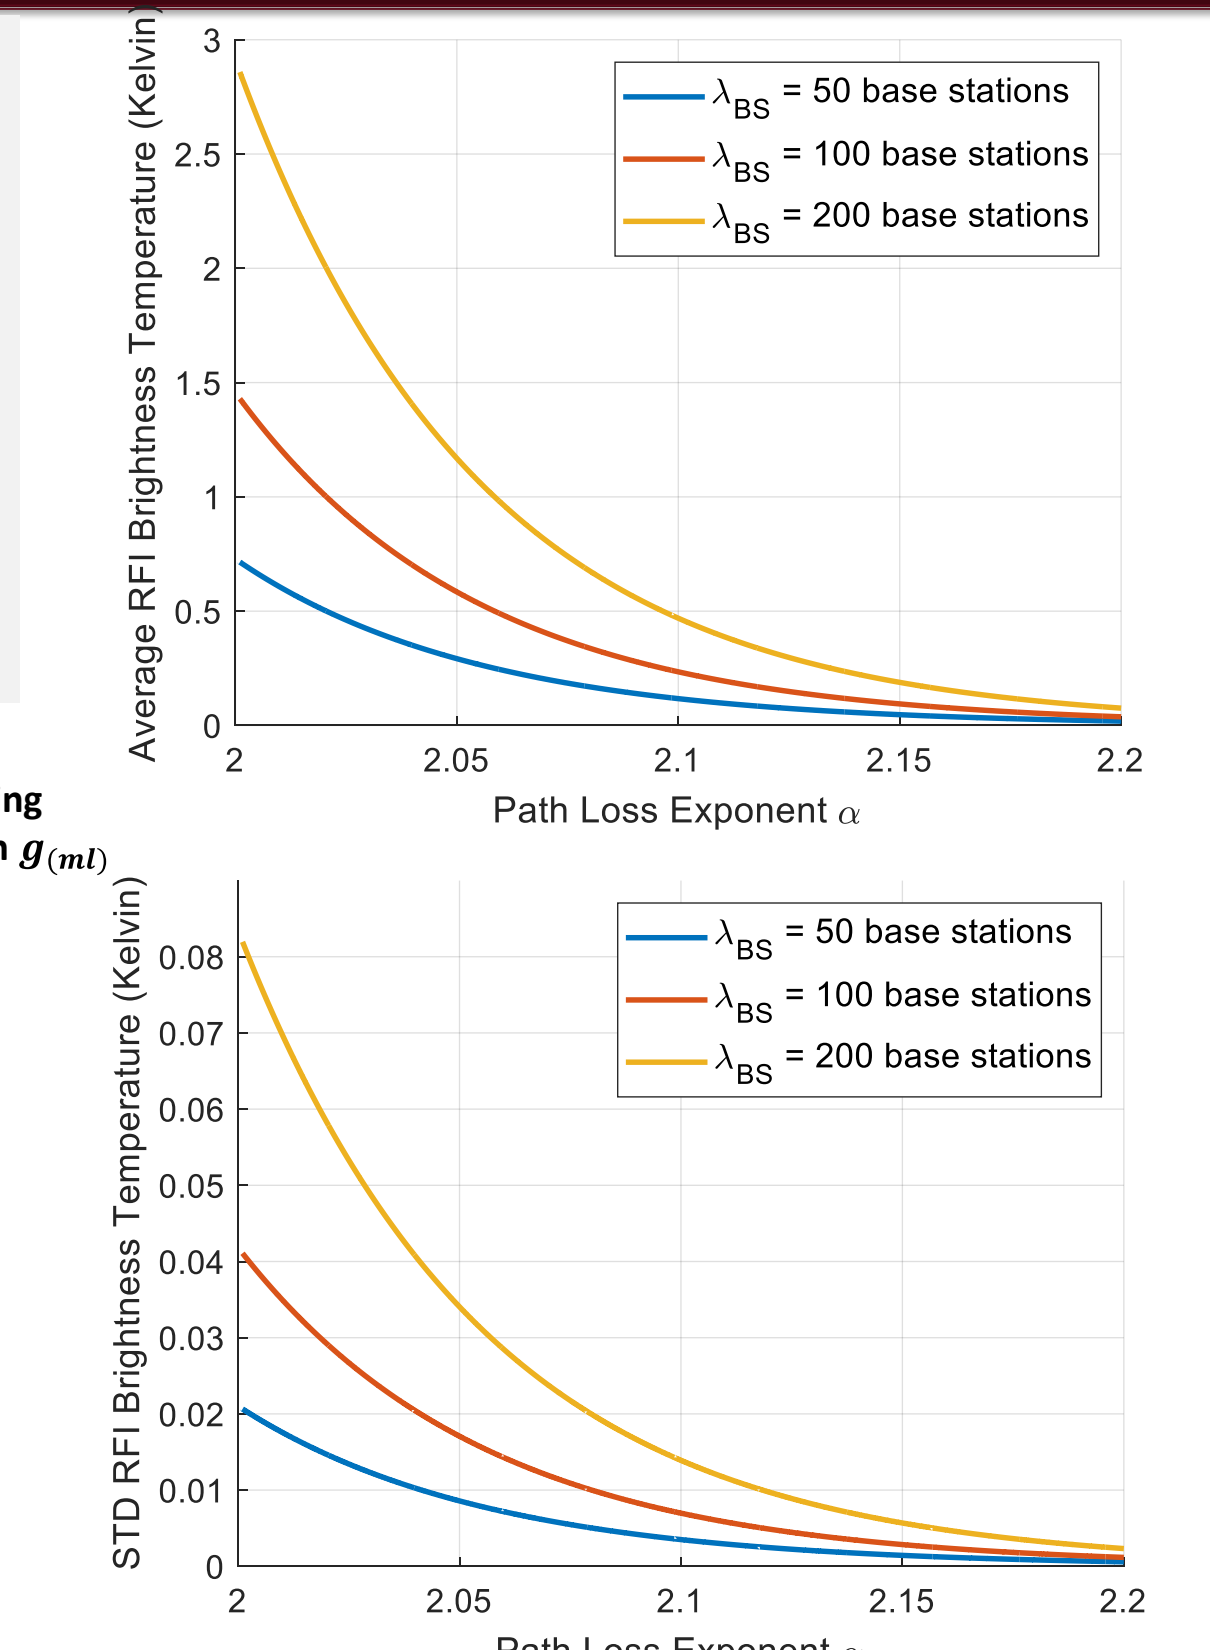 Average RFI Brightness Temperature (Kelvin)
3
2.5
2
1.5
1
0.5
0
λBS = 50 base stations
λBS = 100 base stations
λBS = 200 base stations
2 2.05 2.1 2.15 2.2
Path Loss Exponent α
ng
g(ml)
STD RFI Brightness Temperature (Kelvin)
0.08
0.07
0.06
0.05
0.04
0.03
0.02
0.01
0
λBS = 50 base stations
λBS = 100 base stations
λBS = 200 base stations
2 2.05 2.1 2.15 2.2
Path Loss Exponent α